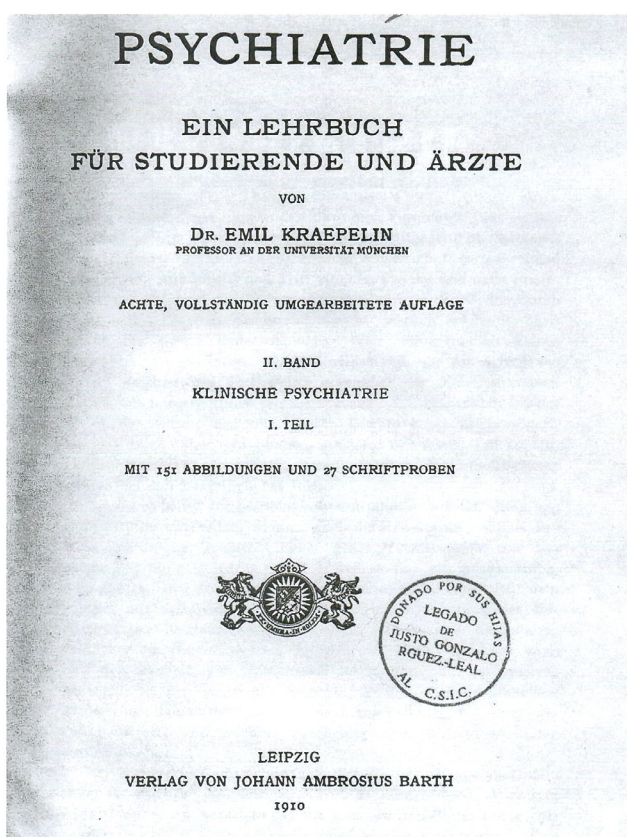 PSYCHIATRIE
EIN LEHRBUCH
FÜR STUDIERENDE UND ÄRZTE
VON
DR. EMIL KRAEPELIN
PROFESSOR AN DER UNIVERSITÄT MÜNCHEN
ACHTE, VOLLSTÄNDIG UMGEARBEITETE AUFLAGE
II. BAND
KLINISCHE PSYCHIATRIE
I. TEIL
MIT 151 ABBILDUNGEN UND 27 SCHRIFTPROBEN
DONADO POR SUS HIJAS
LEGADO
DE
JUSTO GONZALO
RGUEZ.-LEAL
AL C.S.I.C.
LEIPZIG
VERLAG VON JOHANN AMBROSIUS BARTH
1910